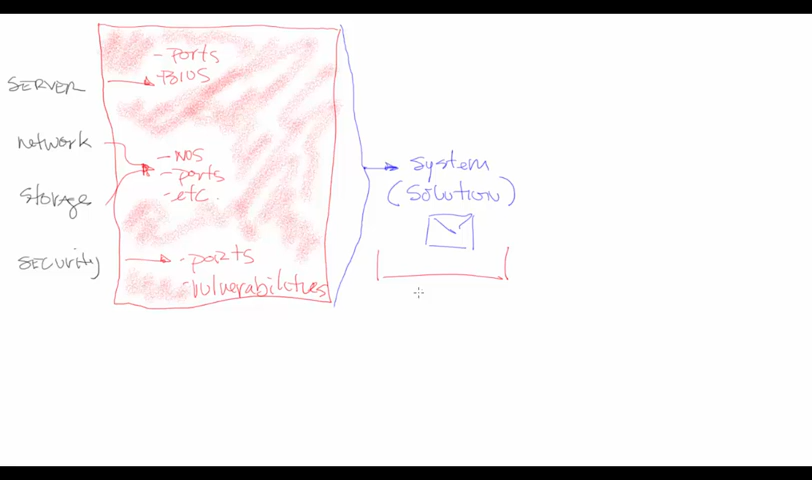 SERVER
network
Storage
SECURITY
- Ports
- BIOS
- NOS
- ports
- etc.
- ports
- vulnerabilities
System
(Solution)